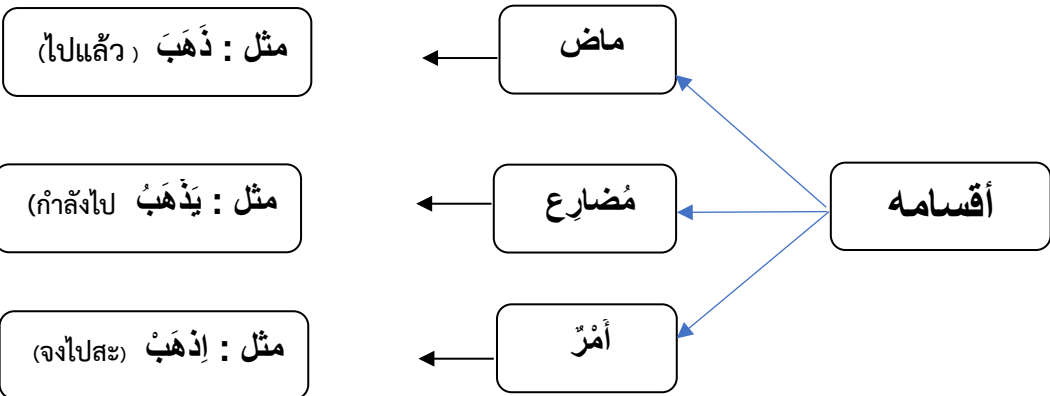 أقسامه
ماض
مثل : ذَهَبَ (ไปแล้ว )
مُضارِع
مثل : يَذْهَبُ (กำลังไป
أَمْرٌ
مثل : اِذهَبْ (จงไปสะ)